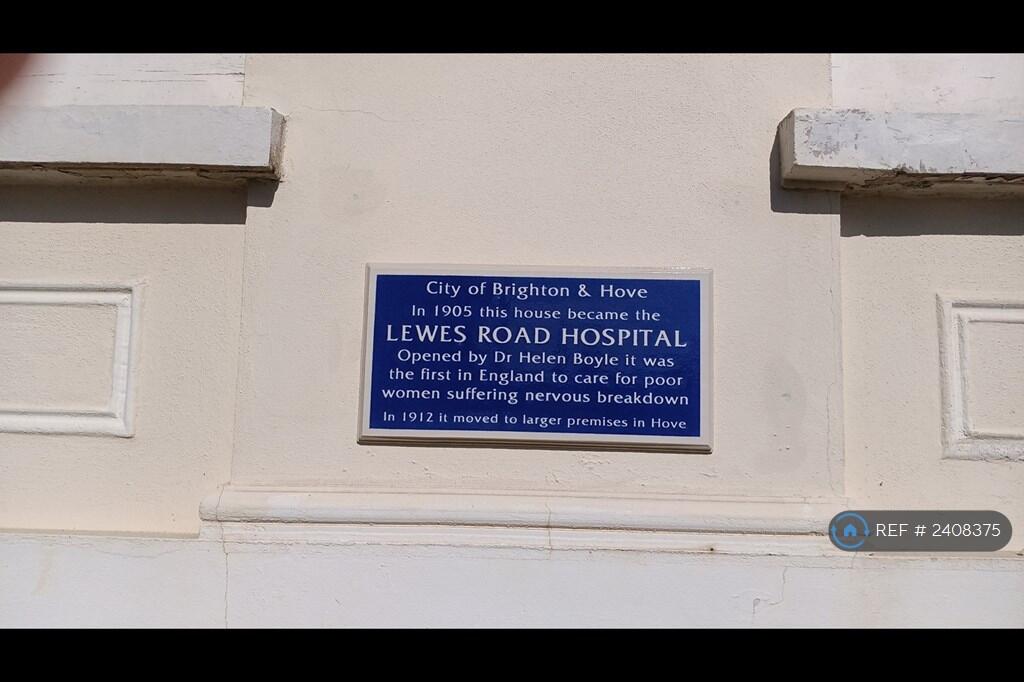 City of Brighton & Hove
In 1905 this house became the
LEWES ROAD HOSPITAL
Opened by Dr Helen Boyle it was
the first in England to care for poor
women suffering nervous breakdown
In 1912 it moved to larger premises in Hove
REF # 2408375